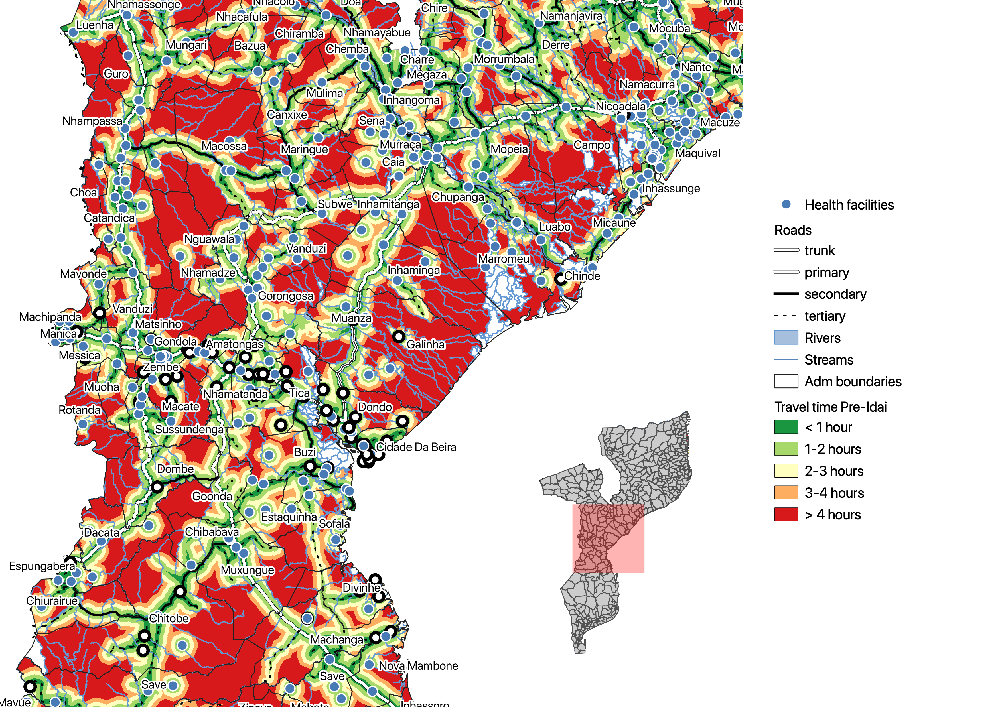 Nhamassonge
Nhacolo
Doa
Chire
Luenha
Nhacafula
Namanjavira
Chiramba
Nhamayabue
Mocuba
Mungari
Bazua
Chemba
Derre
Charre
Morrumbala
Nante
Guro
Megaza
Mulima
Namacurra
Inhangoma
Nicoadala
Canxixe
Nhampassa
Sena
Macuze
Macossa
Maringue
Murraça
Mopeia
Campo
Maquival
Caia
Choa
Inhassunge
Chupanga
Subwe
Inhamitanga
Catandica
Micaune
Luabo
Nguawala
Vanduzi
Marromeu
Mavonde
Nhamadze
Inhaminga
Chinde
Gorongosa
Vanduzi
Machipanda
Muanza
Matsinho
Manica
Gondola
Amatongas
Galinha
Messica
Zembe
Muoha
Nhamatanda
Tica
Rotanda
Macate
Dondo
Sussundenga
Cidade Da Beira
Buzi
Dombe
Goonda
Estaquinha
Sofala
Dacata
Chibabava
Espungabera
Muxungue
Divinhe
Chiurairue
Chitobe
Machanga
Nova Mambone
Save
Save
Mavue
Inhassoro
Health facilities
Roads
trunk
primary
secondary
tertiary
Rivers
Streams
Adm boundaries
Travel time Pre-Idai
< 1 hour
1-2 hours
2-3 hours
3-4 hours
> 4 hours